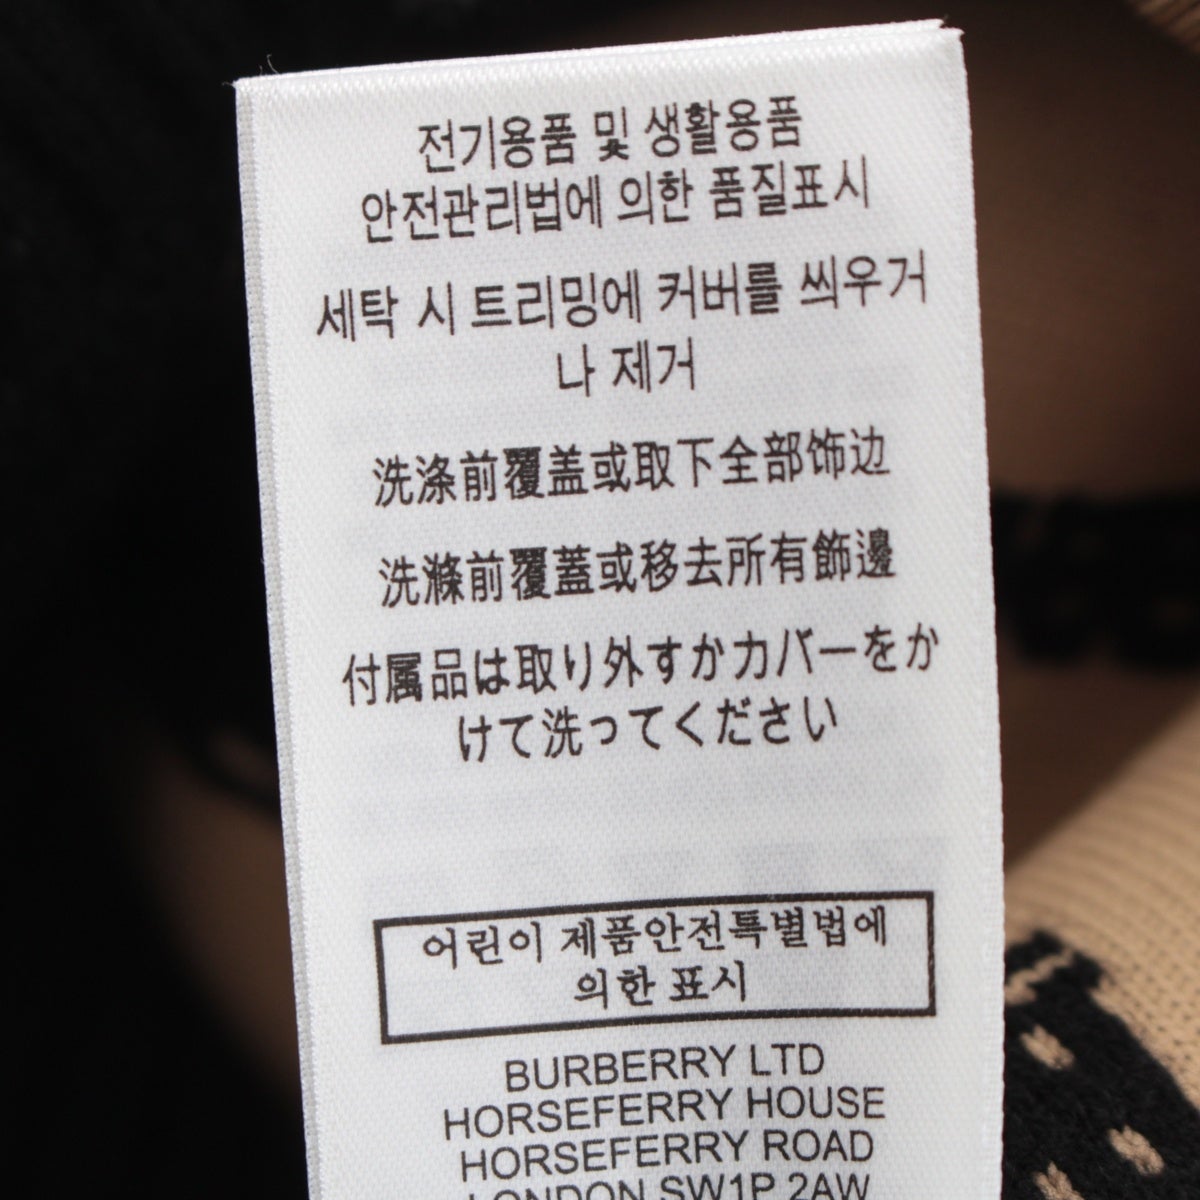 전기용품 및 생활용품
안전관리법에 의한 품질표시
세탁 시 트리밍에 커버를 씌우거
나 제거
洗涤前覆盖或取下全部饰边
洗滌前覆蓋或移去所有飾邊
付属品は取り外すかカバーをか
けて洗ってください
어린이 제품안전특별법에
의한 표시
BURBERRY LTD
HORSEFERRY HOUSE
HORSEFERRY ROAD
LONDON SW1P 2AW